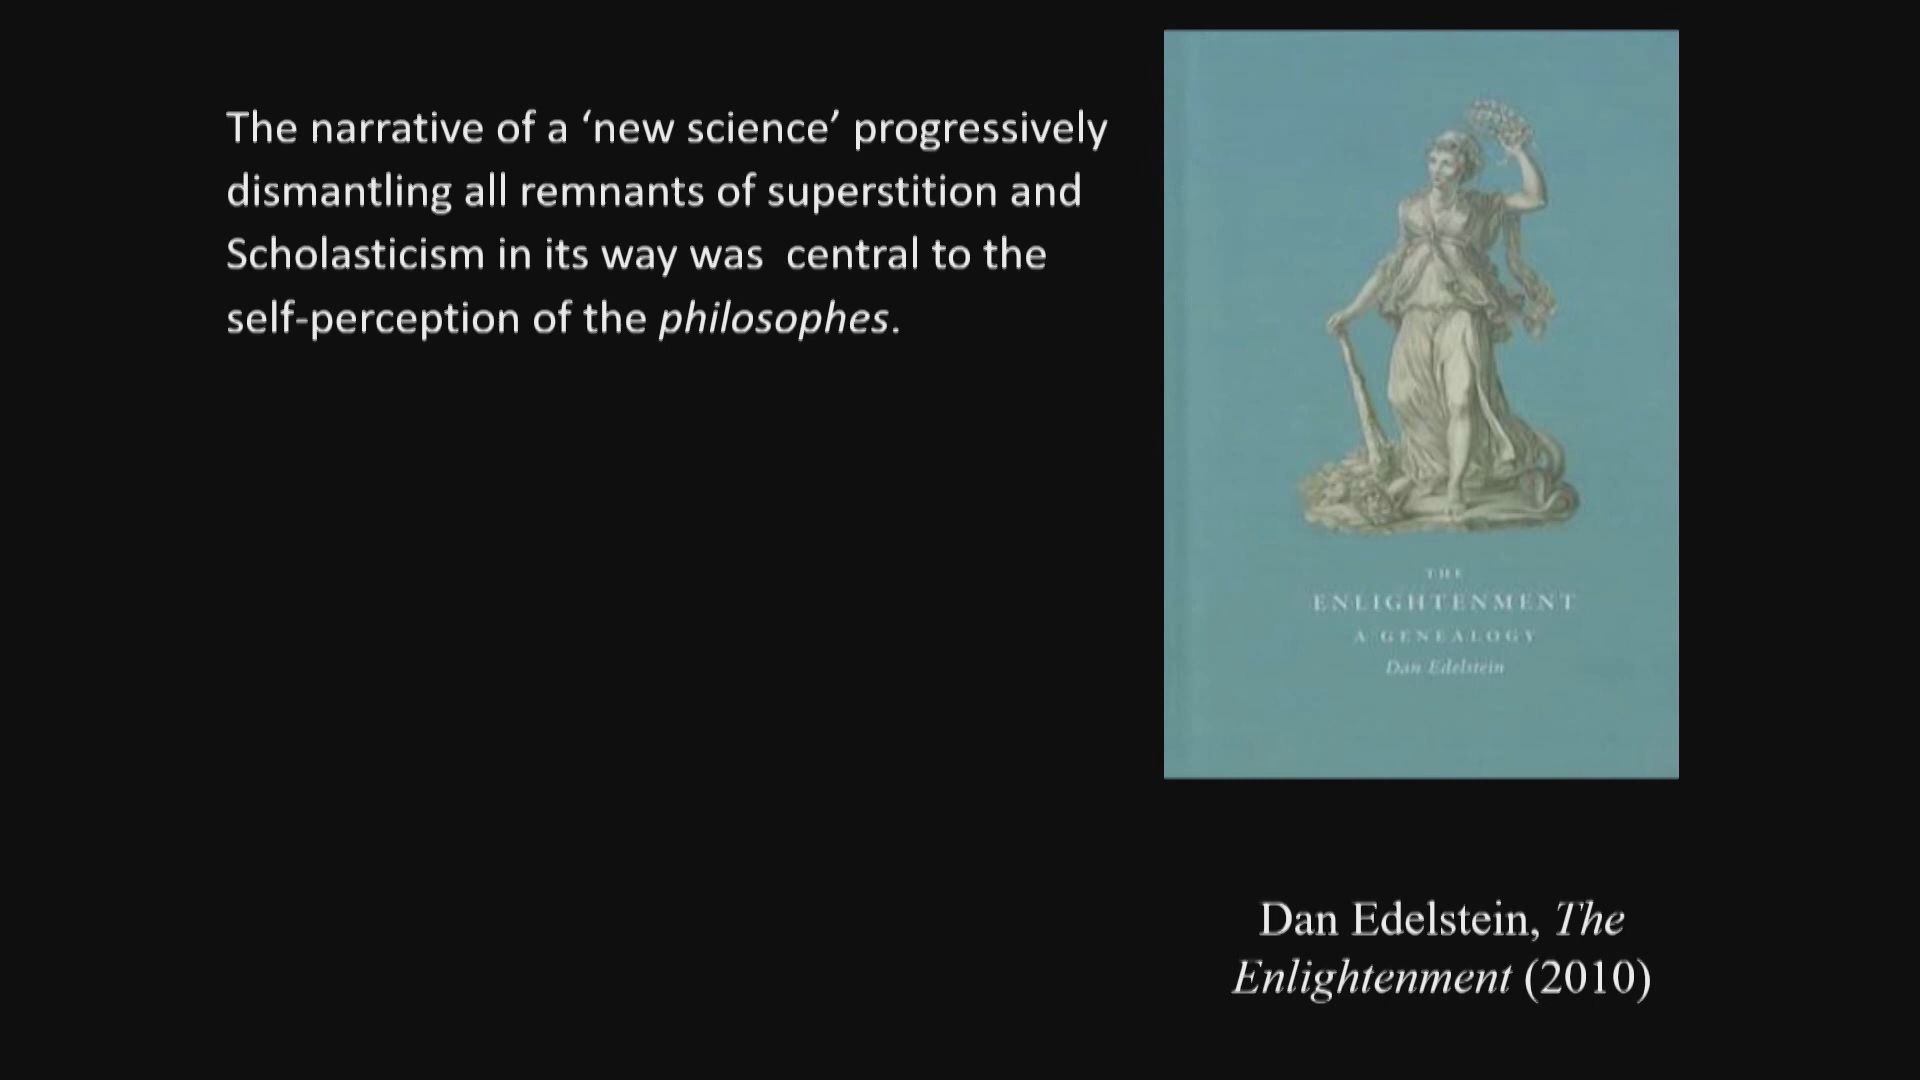 The narrative of a ‘new science’ progressively
dismantling all remnants of superstition and
Scholasticism in its way was  central to the
self-perception of the philosophes.
THE
ENLIGHTENMENT
A GENEALOGY
Dan Edelstein
Dan Edelstein, The
Enlightenment (2010)